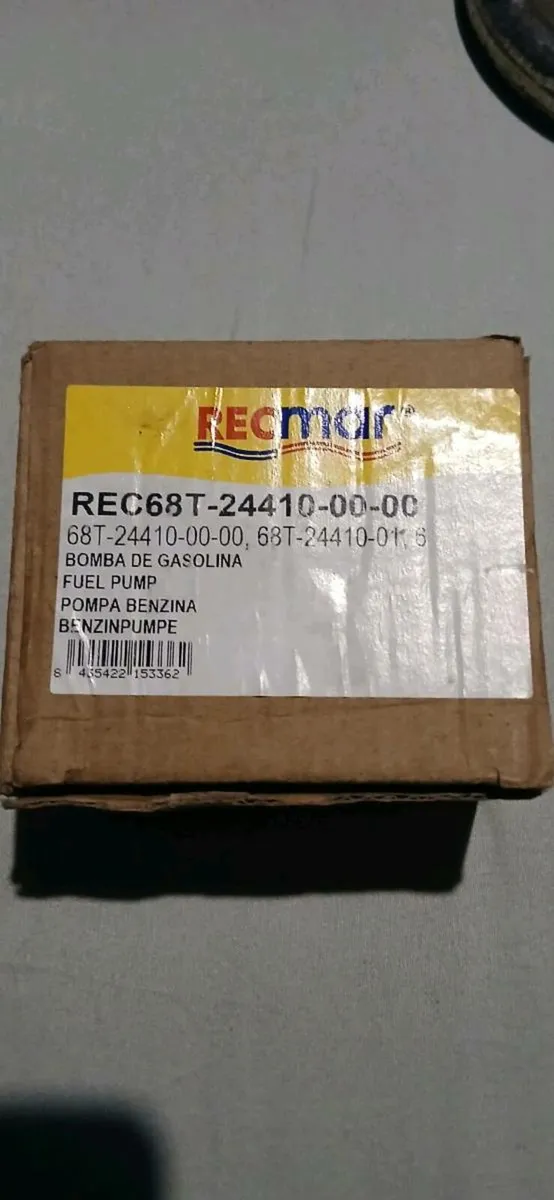 RECmar®
REC68T-24410-00-00
68T-24410-00-00, 68T-24410-01, 6
BOMBA DE GASOLINA
FUEL PUMP
POMPA BENZINA
BENZINPUMPE
8 435422 153362